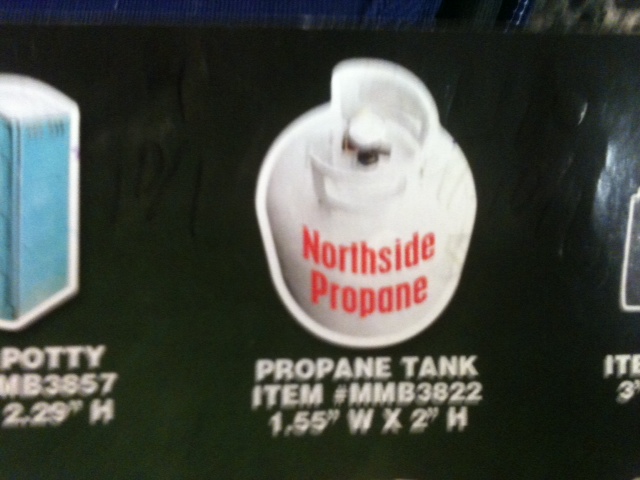 Northside
Propane
POTTY
MB3857
2.29" H
PROPANE TANK
ITEM #MMB3822
1.55" W X 2" H
ITE
3"